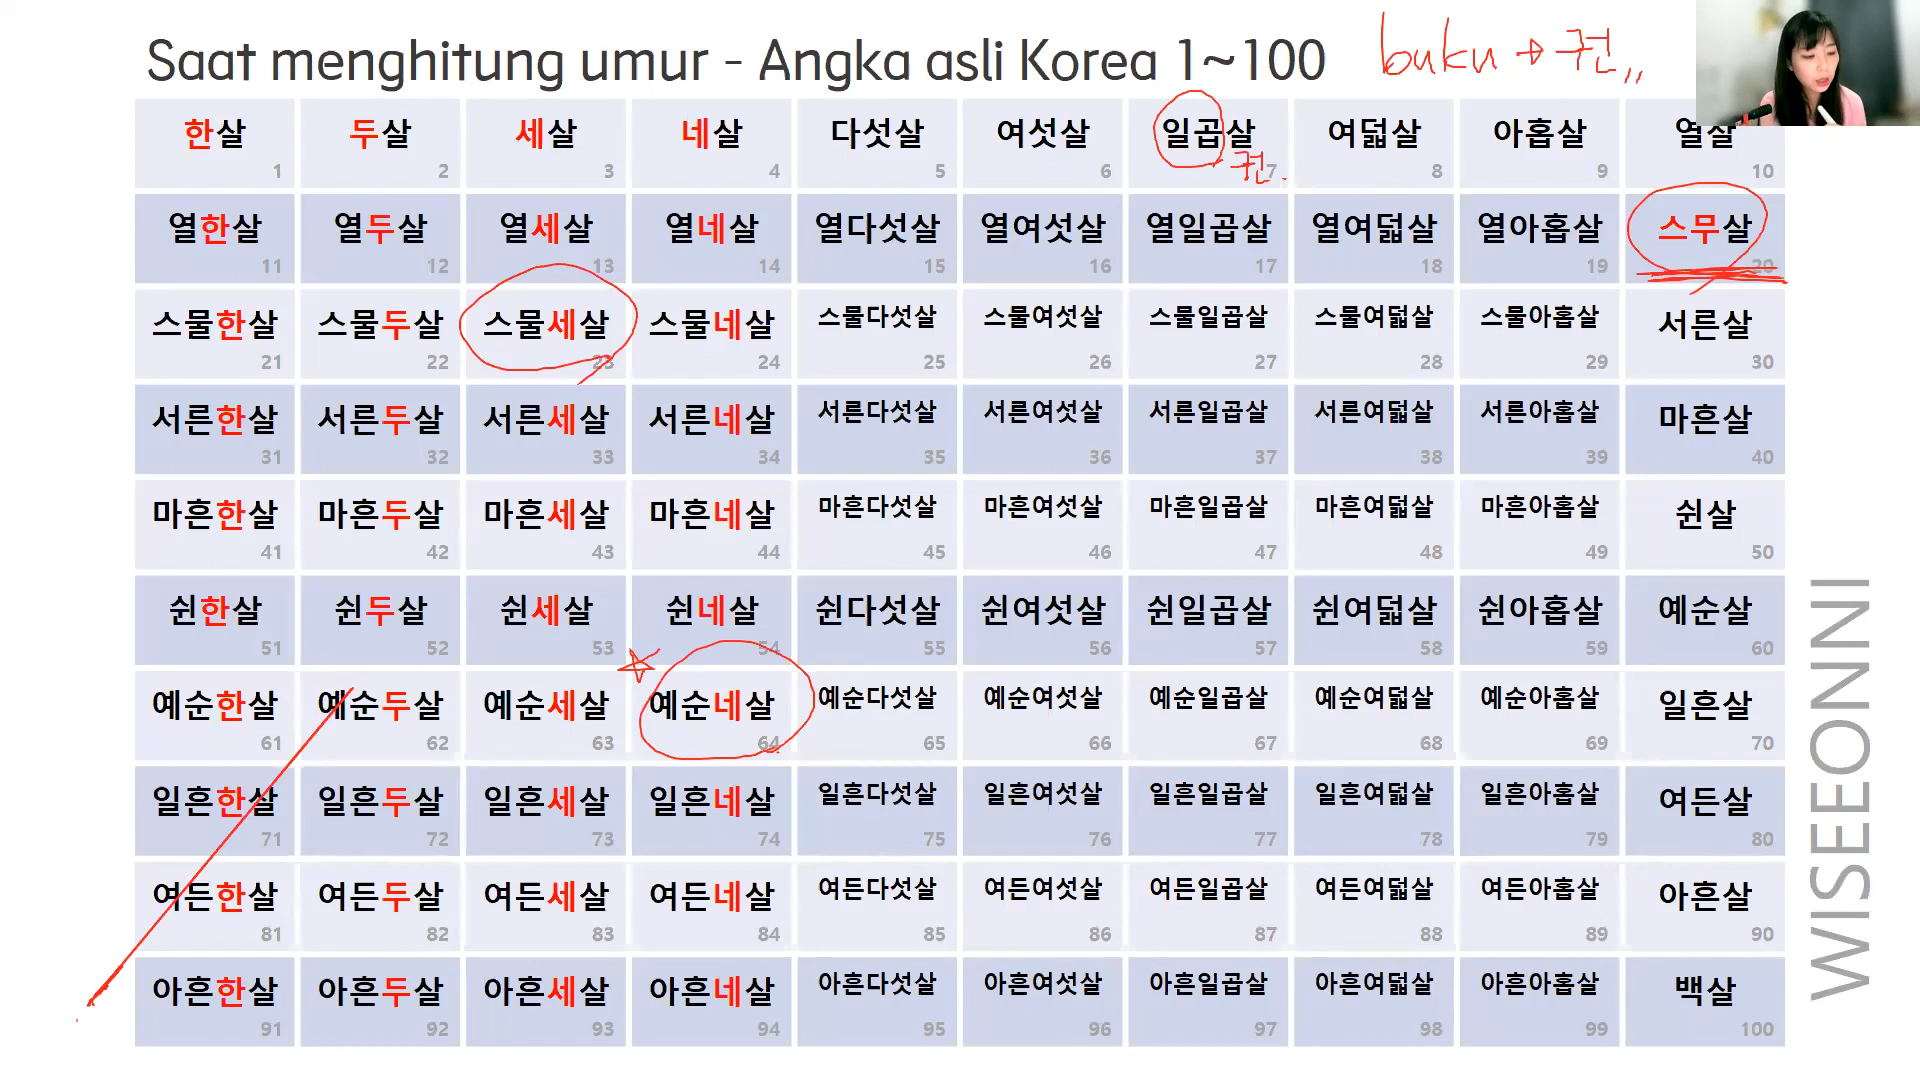 Saat menghitung umur - Angka asli Korea 1~100
buku → 권,,
한살 두살 세살 네살 다섯살 여섯살 일곱살 여덟살 아홉살 열살
권.
1 2 3 4 5 6 7 8 9 10
열한살 열두살 열세살 열네살 열다섯살 열여섯살 열일곱살 열여덟살 열아홉살 스무살
11 12 13 14 15 16 17 18 19 20
스물한살 스물두살 스물세살 스물네살 스물다섯살 스물여섯살 스물일곱살 스물여덟살 스물아홉살 서른살
21 22 23 24 25 26 27 28 29 30
서른한살 서른두살 서른세살 서른네살 서른다섯살 서른여섯살 서른일곱살 서른여덟살 서른아홉살 마흔살
31 32 33 34 35 36 37 38 39 40
마흔한살 마흔두살 마흔세살 마흔네살 마흔다섯살 마흔여섯살 마흔일곱살 마흔여덟살 마흔아홉살 쉰살
41 42 43 44 45 46 47 48 49 50
쉰한살 쉰두살 쉰세살 쉰네살 쉰다섯살 쉰여섯살 쉰일곱살 쉰여덟살 쉰아홉살 예순살
51 52 53 54 55 56 57 58 59 60
예순한살 예순두살 예순세살 예순네살 예순다섯살 예순여섯살 예순일곱살 예순여덟살 예순아홉살 일흔살
61 62 63 64 65 66 67 68 69 70
일흔한살 일흔두살 일흔세살 일흔네살 일흔다섯살 일흔여섯살 일흔일곱살 일흔여덟살 일흔아홉살 여든살
71 72 73 74 75 76 77 78 79 80
여든한살 여든두살 여든세살 여든네살 여든다섯살 여든여섯살 여든일곱살 여든여덟살 여든아홉살 아흔살
81 82 83 84 85 86 87 88 89 90
아흔한살 아흔두살 아흔세살 아흔네살 아흔다섯살 아흔여섯살 아흔일곱살 아흔여덟살 아흔아홉살 백살
91 92 93 94 95 96 97 98 99 100
WISEEONNI